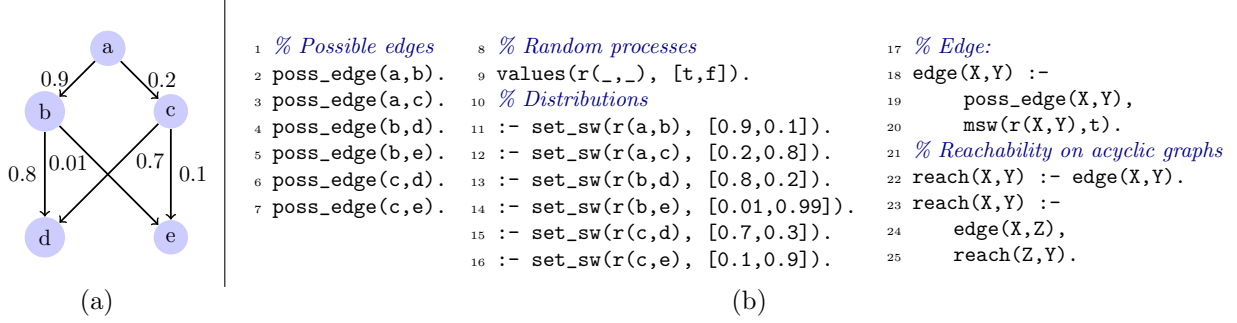 a
0.9
0.2
b
c
0.8
0.01
0.7
0.1
d
e
(a)
1 % Possible edges
2 poss_edge(a,b).
3 poss_edge(a,c).
4 poss_edge(b,d).
5 poss_edge(b,e).
6 poss_edge(c,d).
7 poss_edge(c,e).
8 % Random processes
9 values(r(_,_), [t,f]).
10 % Distributions
11 :- set_sw(r(a,b), [0.9,0.1]).
12 :- set_sw(r(a,c), [0.2,0.8]).
13 :- set_sw(r(b,d), [0.8,0.2]).
14 :- set_sw(r(b,e), [0.01,0.99]).
15 :- set_sw(r(c,d), [0.7,0.3]).
16 :- set_sw(r(c,e), [0.1,0.9]).
17 % Edge:
18 edge(X,Y) :-
19 poss_edge(X,Y),
20 msw(r(X,Y),t).
21 % Reachability on acyclic graphs
22 reach(X,Y) :- edge(X,Y).
23 reach(X,Y) :-
24 edge(X,Z),
25 reach(Z,Y).
(b)